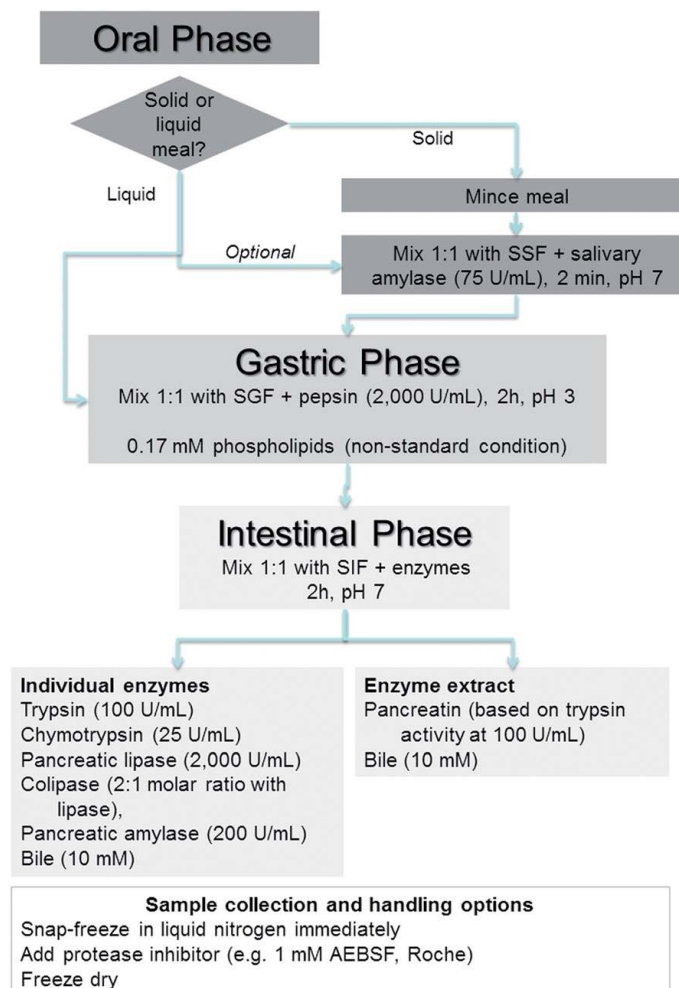 Oral Phase
Solid or
liquid
meal?
Solid
Liquid
Mince meal
Optional
Mix 1:1 with SSF + salivary
amylase (75 U/mL), 2 min, pH 7
Gastric Phase
Mix 1:1 with SGF + pepsin (2,000 U/mL), 2h, pH 3
0.17 mM phospholipids (non-standard condition)
Intestinal Phase
Mix 1:1 with SIF + enzymes
2h, pH 7
Individual enzymes
Trypsin (100 U/mL)
Chymotrypsin (25 U/mL)
Pancreatic lipase (2,000 U/mL)
Colipase (2:1 molar ratio with
lipase),
Pancreatic amylase (200 U/mL)
Bile (10 mM)
Enzyme extract
Pancreatin (based on trypsin
activity at 100 U/mL)
Bile (10 mM)
Sample collection and handling options
Snap-freeze in liquid nitrogen immediately
Add protease inhibitor (e.g. 1 mM AEBSF, Roche)
Freeze dry